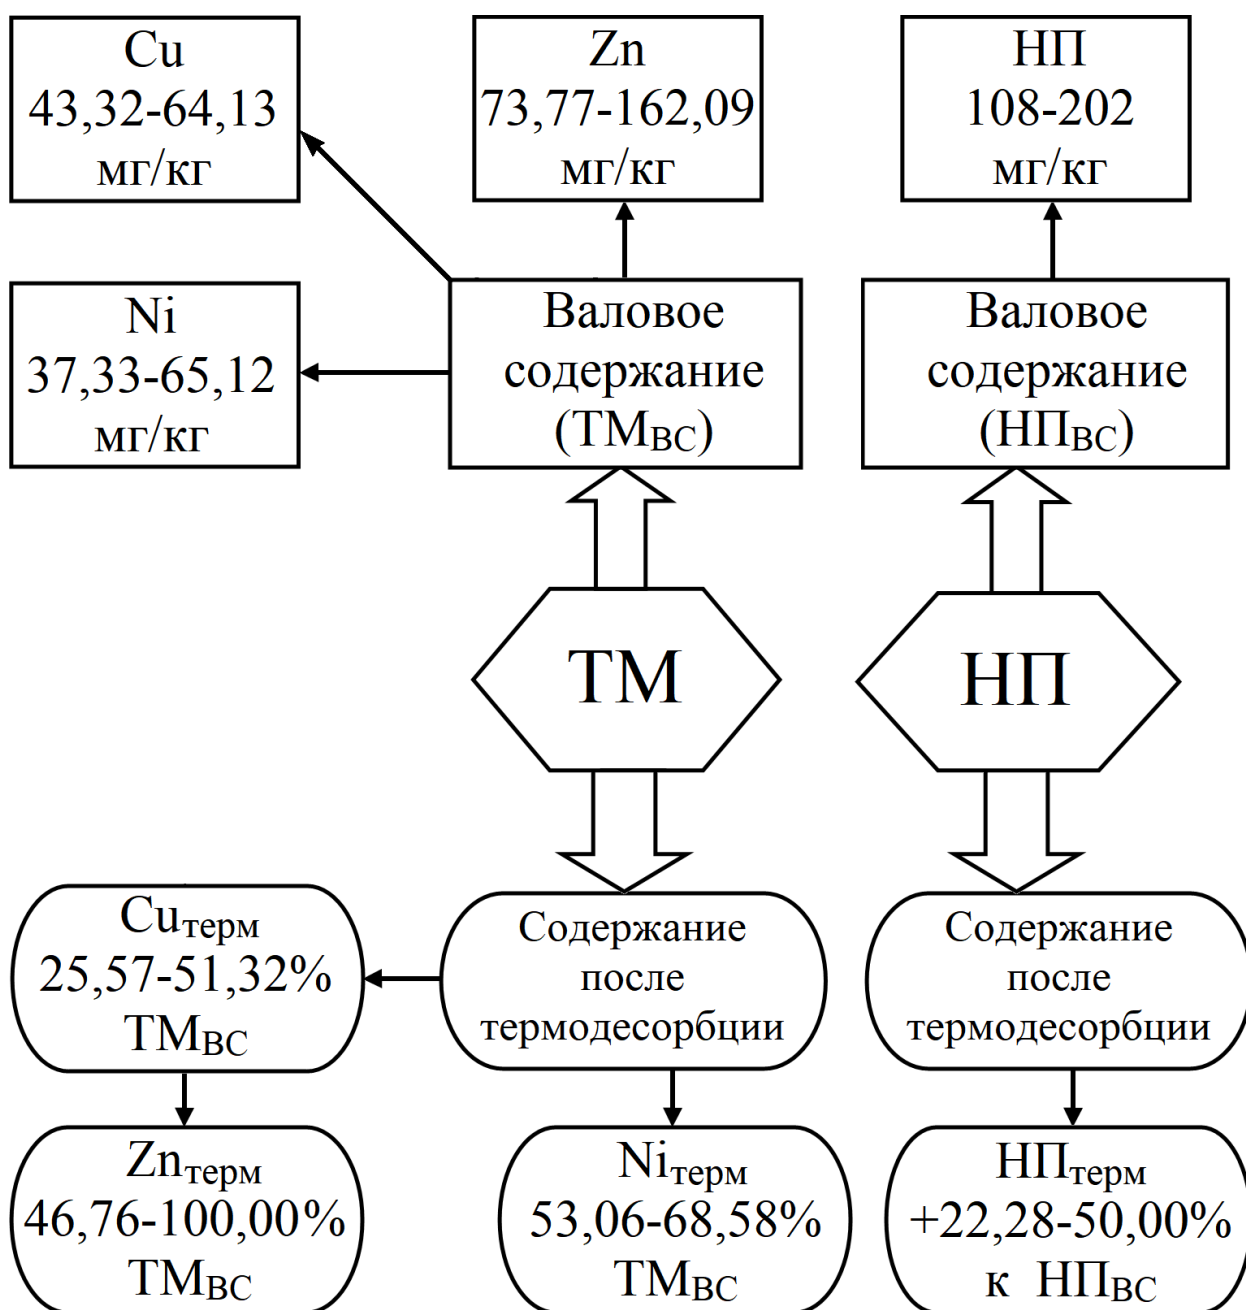 Cu
43,32-64,13
мг/кг
Zn
73,77-162,09
мг/кг
НП
108-202
мг/кг
Ni
37,33-65,12
мг/кг
Валовое
содержание
(ТМВС)
Валовое
содержание
(НПВС)
ТМ
НП
Cuтерм
25,57-51,32%
ТМВС
Содержание
после
термодесорбции
Содержание
после
термодесорбции
Znтерм
46,76-100,00%
ТМВС
Niтерм
53,06-68,58%
ТМВС
НПтерм
+22,28-50,00%
к НПВС